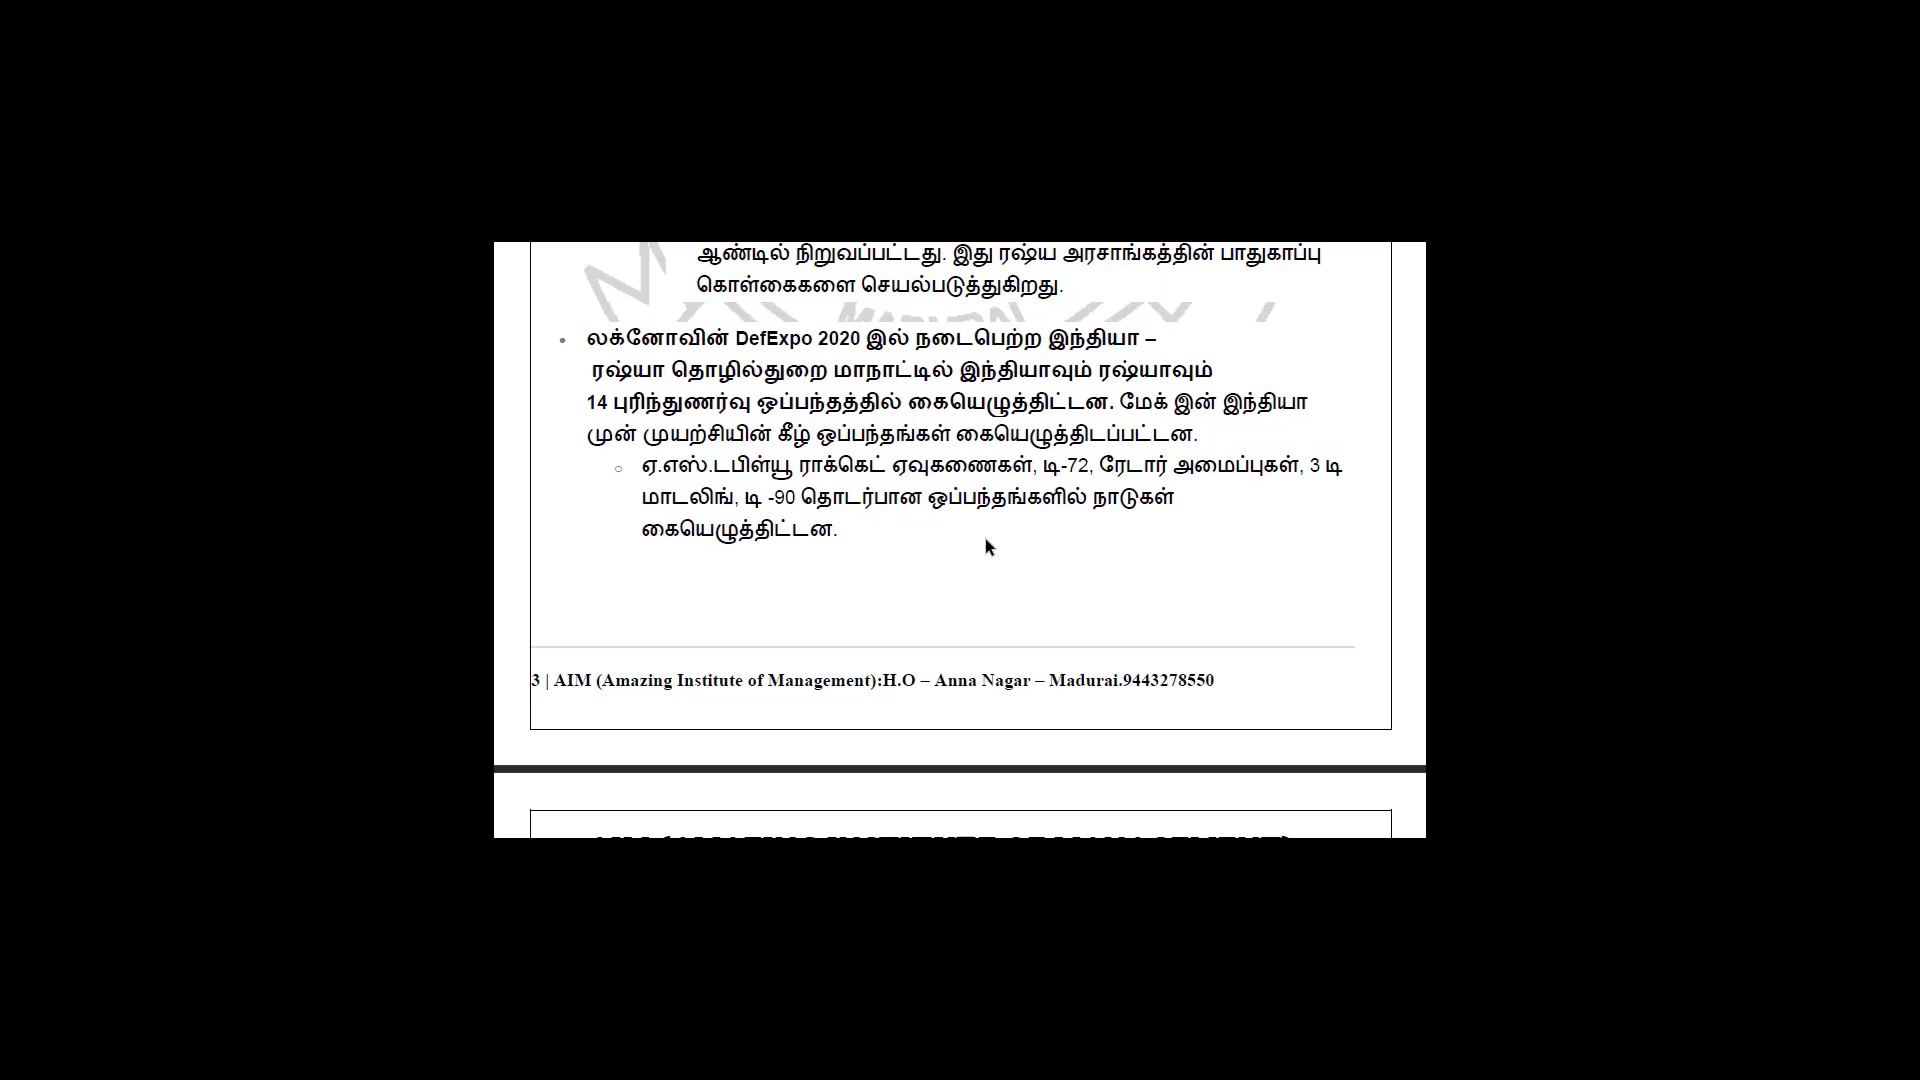 ஆண்டில் நிறுவப்பட்டது. இது ரஷ்ய அரசாங்கத்தின் பாதுகாப்பு
கொள்கைகளை செயல்படுத்துகிறது.
• லக்னோவின் DefExpo 2020 இல் நடைபெற்ற இந்தியா –
ரஷ்யா தொழில்துறை மாநாட்டில் இந்தியாவும் ரஷ்யாவும்
14 புரிந்துணர்வு ஒப்பந்தத்தில் கையெழுத்திட்டன. மேக் இன் இந்தியா
முன் முயற்சியின் கீழ் ஒப்பந்தங்கள் கையெழுத்திடப்பட்டன.
○ ஏ.எஸ்.டபிள்யூ ராக்கெட் ஏவுகணைகள், டி-72, ரேடார் அமைப்புகள், 3 டி
மாடலிங், டி -90 தொடர்பான ஒப்பந்தங்களில் நாடுகள்
கையெழுத்திட்டன.
3 | AIM (Amazing Institute of Management):H.O – Anna Nagar – Madurai.9443278550